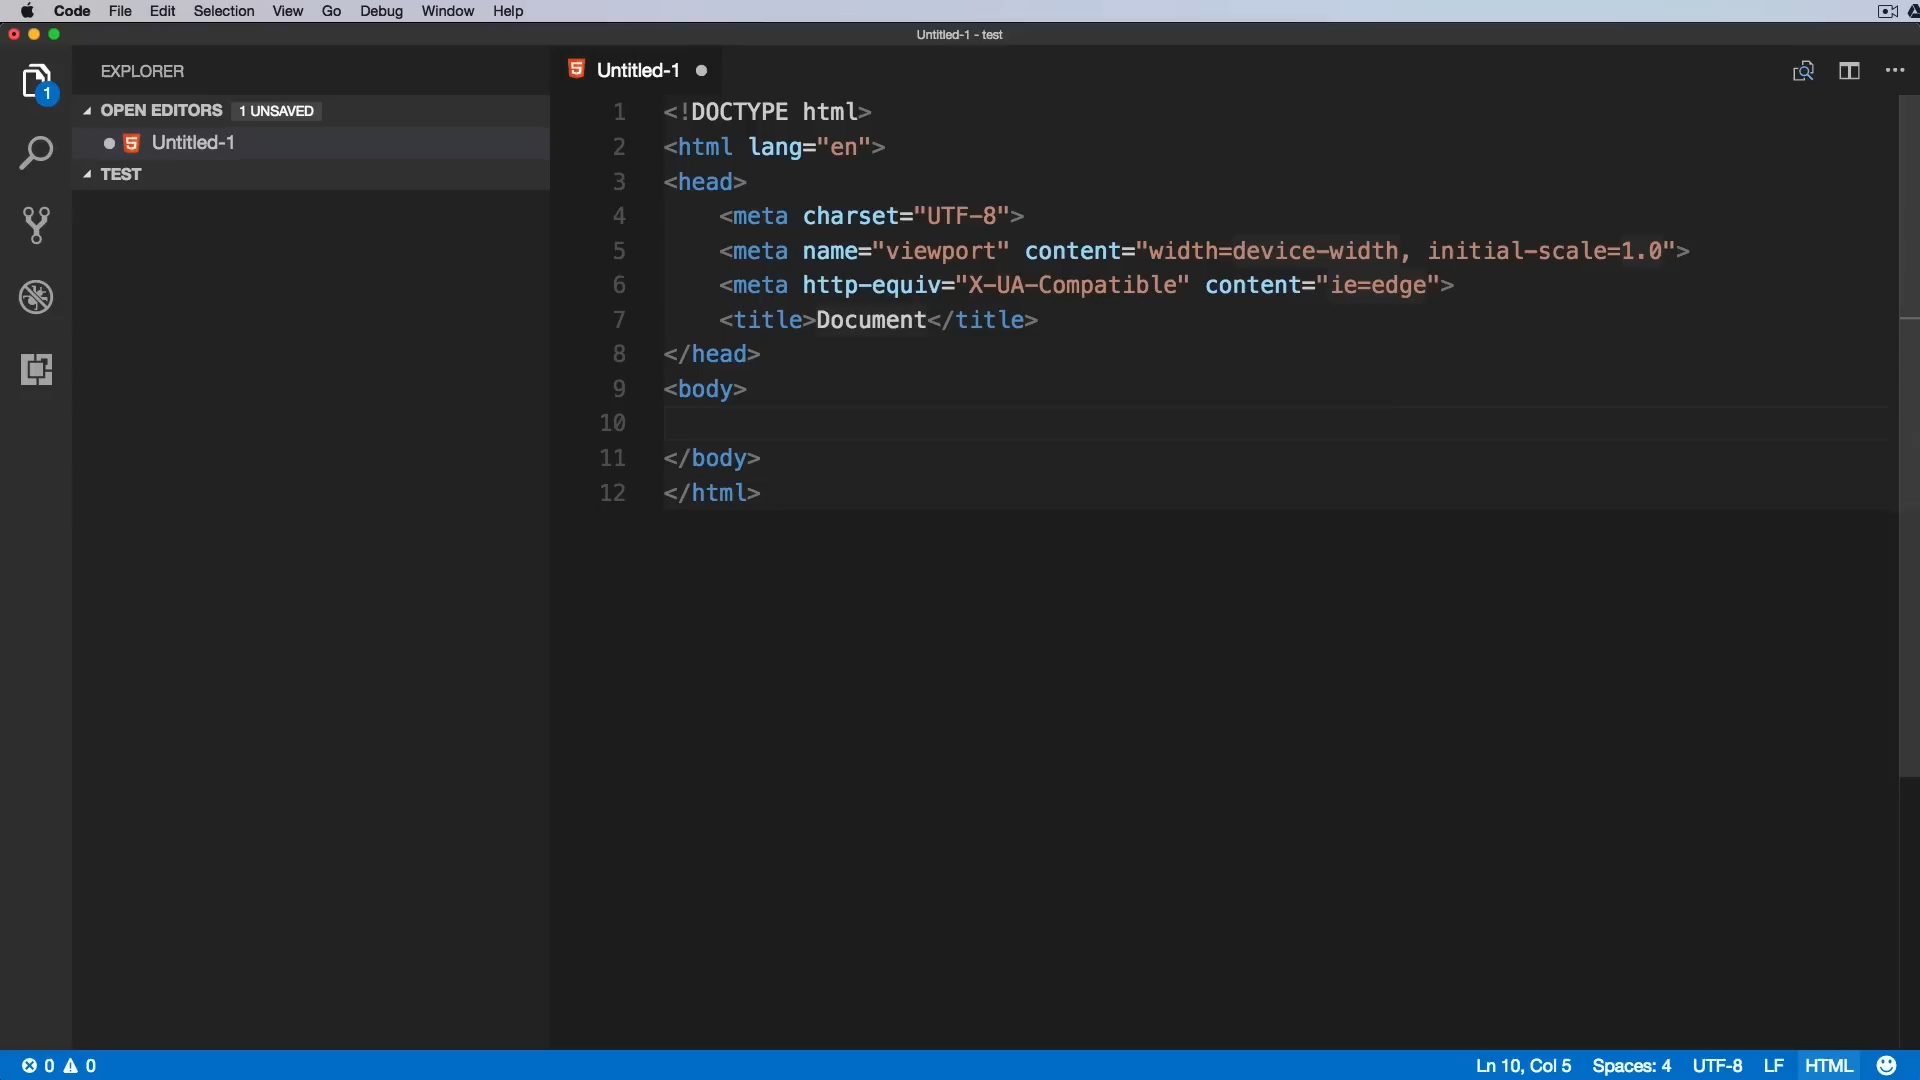 Code File Edit Selection View Go Debug Window Help
Untitled-1 - test
EXPLORER
OPEN EDITORS 1 UNSAVED
Untitled-1
TEST
1
Untitled-1
1 <!DOCTYPE html>
2 <html lang="en">
3 <head>
4 <meta charset="UTF-8">
5 <meta name="viewport" content="width=device-width, initial-scale=1.0">
6 <meta http-equiv="X-UA-Compatible" content="ie=edge">
7 <title>Document</title>
8 </head>
9 <body>
10
11 </body>
12 </html>
0 0 Ln 10, Col 5 Spaces: 4 UTF-8 LF HTML